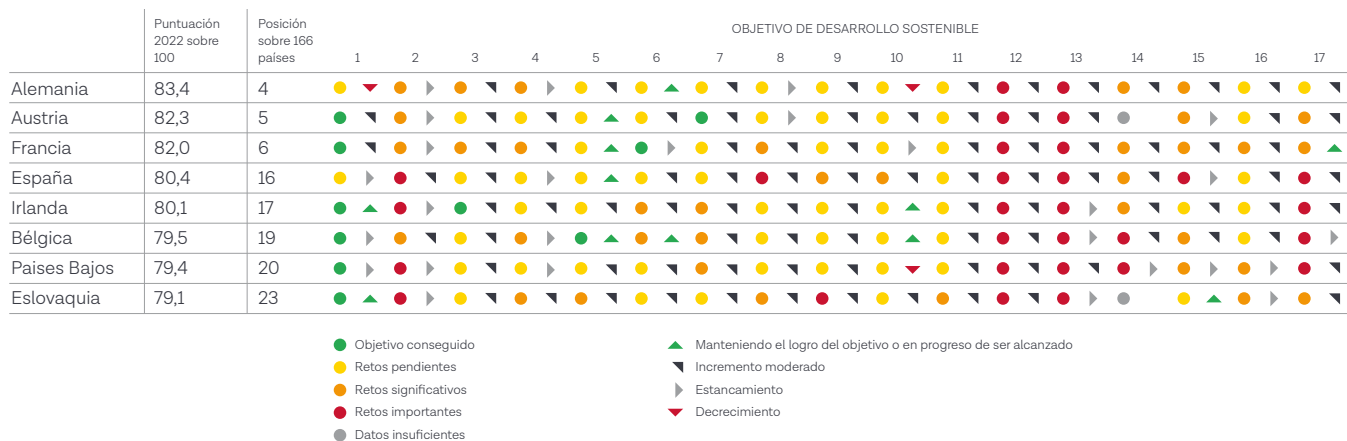 Puntuación
2022 sobre
100
Posición
sobre 166
países
OBJETIVO DE DESARROLLO SOSTENIBLE
1 2 3 4 5 6 7 8 9 10 11 12 13 14 15 16 17
Alemania 83,4 4
Austria 82,3 5
Francia 82,0 6
España 80,4 16
Irlanda 80,1 17
Bélgica 79,5 19
Paises Bajos 79,4 20
Eslovaquia 79,1 23
Objetivo conseguido
Retos pendientes
Retos significativos
Retos importantes
Datos insuficientes
Manteniendo el logro del objetivo o en progreso de ser alcanzado
Incremento moderado
Estancamiento
Decrecimiento